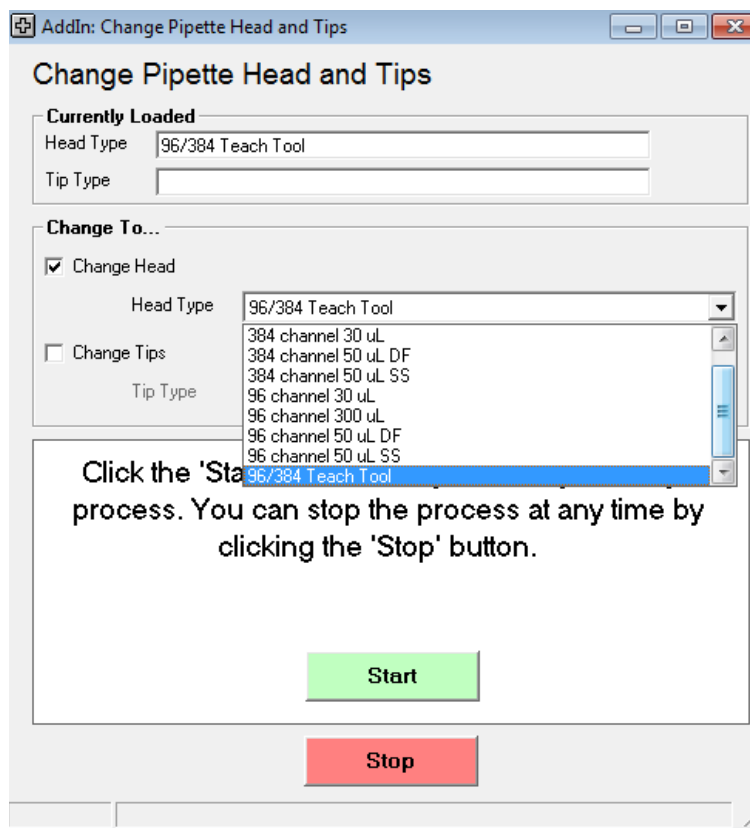 AddIn: Change Pipette Head and Tips
Change Pipette Head and Tips
Currently Loaded
Head Type 96/384 Teach Tool
Tip Type
Change To...
Change Head
Head Type 96/384 Teach Tool
384 channel 30 uL
384 channel 50 uL DF
Change Tips
384 channel 50 uL SS
Tip Type
96 channel 30 uL
96 channel 300 uL
96 channel 50 uL DF
96 channel 50 uL SS
96/384 Teach Tool
Click the 'Sta
process. You can stop the process at any time by
clicking the 'Stop' button.
Start
Stop